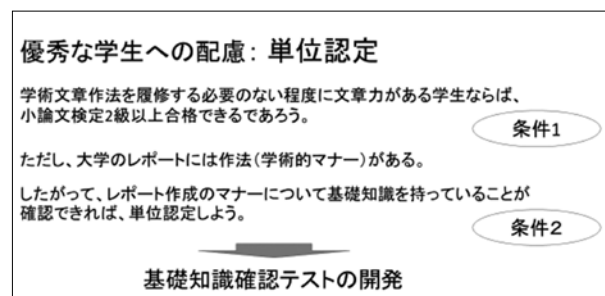 優秀な学生への配慮： 単位認定
学術文章作法を履修する必要のない程度に文章力がある学生ならば、
小論文検定2級以上合格できるであろう。
条件1
ただし、大学のレポートには作法（学術的マナー）がある。
したがって、レポート作成のマナーについて基礎知識を持っていることが
確認できれば、単位認定しよう。
条件2
基礎知識確認テストの開発